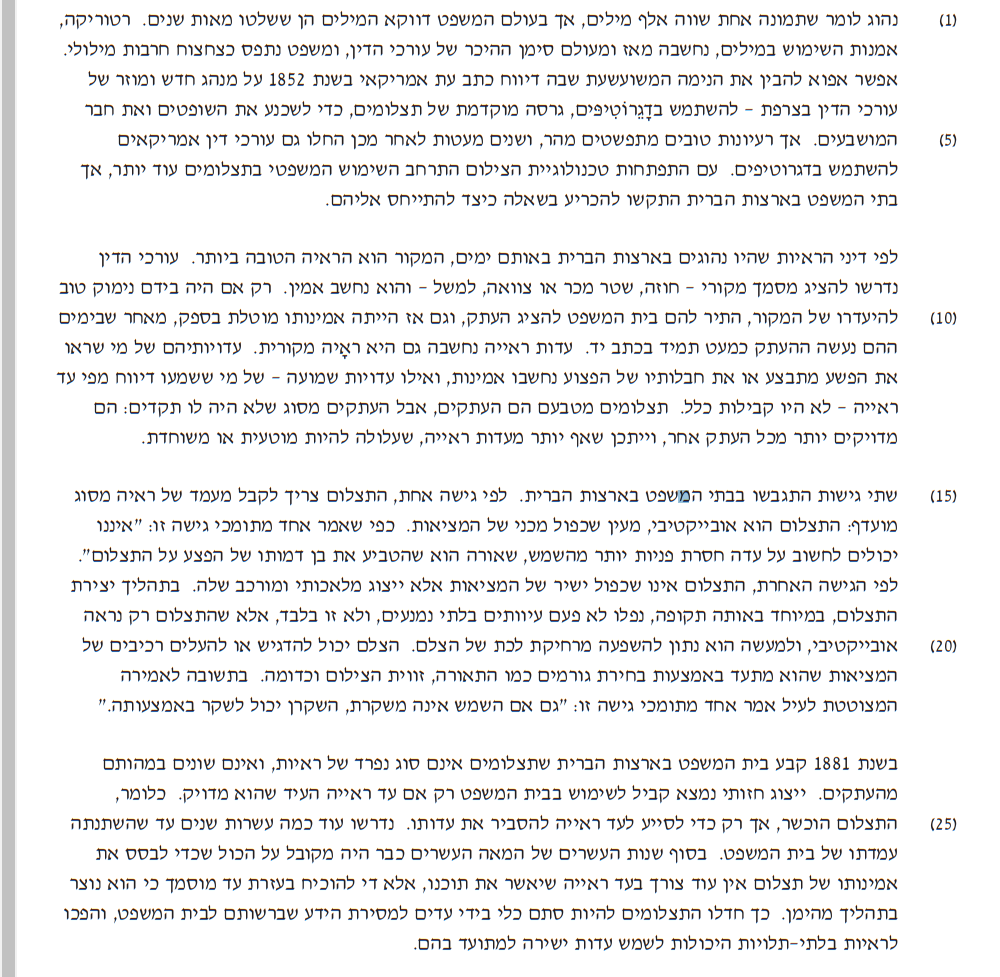 (1) נהוג לומר שתמונה אחת שווה אלף מילים, אך בעולם המשפט דווקא המילים הן ששלטו מאות שנים. רטוריקה,
אמנות השימוש במילים, נחשבה מאז ומעולם סימן ההיכר של עורכי הדין, ומשפט נתפס כצחצוח חרבות מילולי.
אפשר אפוא להבין את הנימה המשועשעת שבה דיווח כתב עת אמריקאי בשנת 1852 על מנהג חדש ומוזר של
עורכי הדין בצרפת – להשתמש בדָגֵרוֹטִיפּים, גרסה מוקדמת של תצלומים, כדי לשכנע את השופטים ואת חבר
(5) המושבעים. אך רעיונות טובים מתפשטים מהר, ושנים מעטות לאחר מכן החלו גם עורכי דין אמריקאים
להשתמש בדגרוטיפים. עם התפתחות טכנולוגיית הצילום התרחב השימוש המשפטי בתצלומים עוד יותר, אך
בתי המשפט בארצות הברית התקשו להכריע בשאלה כיצד להתייחס אליהם.
לפי דיני הראיות שהיו נהוגים בארצות הברית באותם ימים, המקור הוא הראיה הטובה ביותר. עורכי הדין
נדרשו להציג מסמך מקורי – חוזה, שטר מכר או צוואה, למשל – והוא נחשב אמין. רק אם היה בידם נימוק טוב
(10) להיעדרו של המקור, התיר להם בית המשפט להציג העתק, וגם אז הייתה אמינותו מוטלת בספק, מאחר שבימים
ההם נעשה ההעתק כמעט תמיד בכתב יד. עדות ראייה נחשבה גם היא ראָיה מקורית. עדויותיהם של מי שראו
את הפשע מתבצע או את חבלותיו של הפצוע נחשבו אמינות, ואילו עדויות שמועה – של מי ששמעו דיווח מפי עד
ראייה – לא היו קבילות כלל. תצלומים מטבעם הם העתקים, אבל העתקים מסוג שלא היה לו תקדים: הם
מדויקים יותר מכל העתק אחר, וייתכן שאף יותר מעדות ראייה, שעלולה להיות מוטעית או משוחדת.
(15) שתי גישות התגבשו בבתי המשפט בארצות הברית. לפי גישה אחת, התצלום צריך לקבל מעמד של ראיה מסוג
מועדף: התצלום הוא אובייקטיבי, מעין שכפול מכני של המציאות. כפי שאמר אחד מתומכי גישה זו: "איננו
יכולים לחשוב על עדה חסרת פניות יותר מהשמש, שאורה הוא שהטביע את בן דמותו של הפצע על התצלום".
לפי הגישה האחרת, התצלום אינו שכפול ישיר של המציאות אלא ייצוג מלאכותי ומורכב שלה. בתהליך יצירת
התצלום, במיוחד באותה תקופה, נפלו לא פעם עיוותים בלתי נמנעים, ולא זו בלבד, אלא שהתצלום רק נראה
(20) אובייקטיבי, ולמעשה הוא נתון להשפעה מרחיקת לכת של הצלם. הצלם יכול להדגיש או להעלים רכיבים של
המציאות שהוא מתעד באמצעות בחירת גורמים כמו התאורה, זווית הצילום וכדומה. בתשובה לאמירה
המצוטטת לעיל אמר אחד מתומכי גישה זו: "גם אם השמש אינה משקרת, השקרן יכול לשקר באמצעותה."
בשנת 1881 קבע בית המשפט בארצות הברית שתצלומים אינם סוג נפרד של ראיות, ואינם שונים במהותם
מהעתקים. ייצוג חזותי נמצא קביל לשימוש בבית המשפט רק אם עד ראייה העיד שהוא מדויק. כלומר,
(25) התצלום הוכשר, אך רק כדי לסייע לעד ראייה להסביר את עדותו. נדרשו עוד כמה עשרות שנים עד שהשתנתה
עמדתו של בית המשפט. בסוף שנות העשרים של המאה העשרים כבר היה מקובל על הכול שכדי לבסס את
אמינותו של תצלום אין עוד צורך בעד ראייה שיאשר את תוכנו, אלא די להוכיח בעזרת עד מוסמך כי הוא נוצר
בתהליך מהימן. כך חדלו התצלומים להיות סתם כלי בידי עדים למסירת הידע שברשותם לבית המשפט, והפכו
לראיות בלתי-תלויות היכולות לשמש עדות ישירה למתועד בהם.